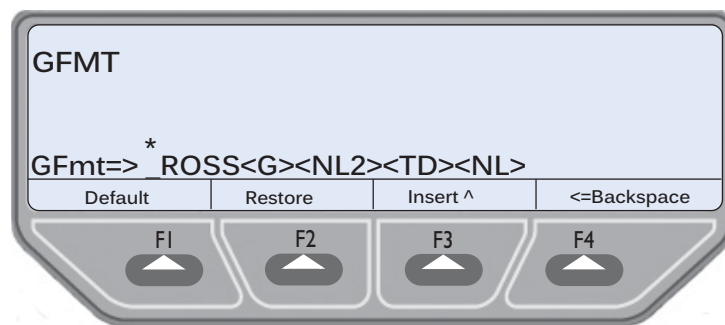 GFMT
*
GFmt=> _ROSS<G><NL2><TD><NL>
Default Restore Insert ^ <=Backspace
F1 F2 F3 F4